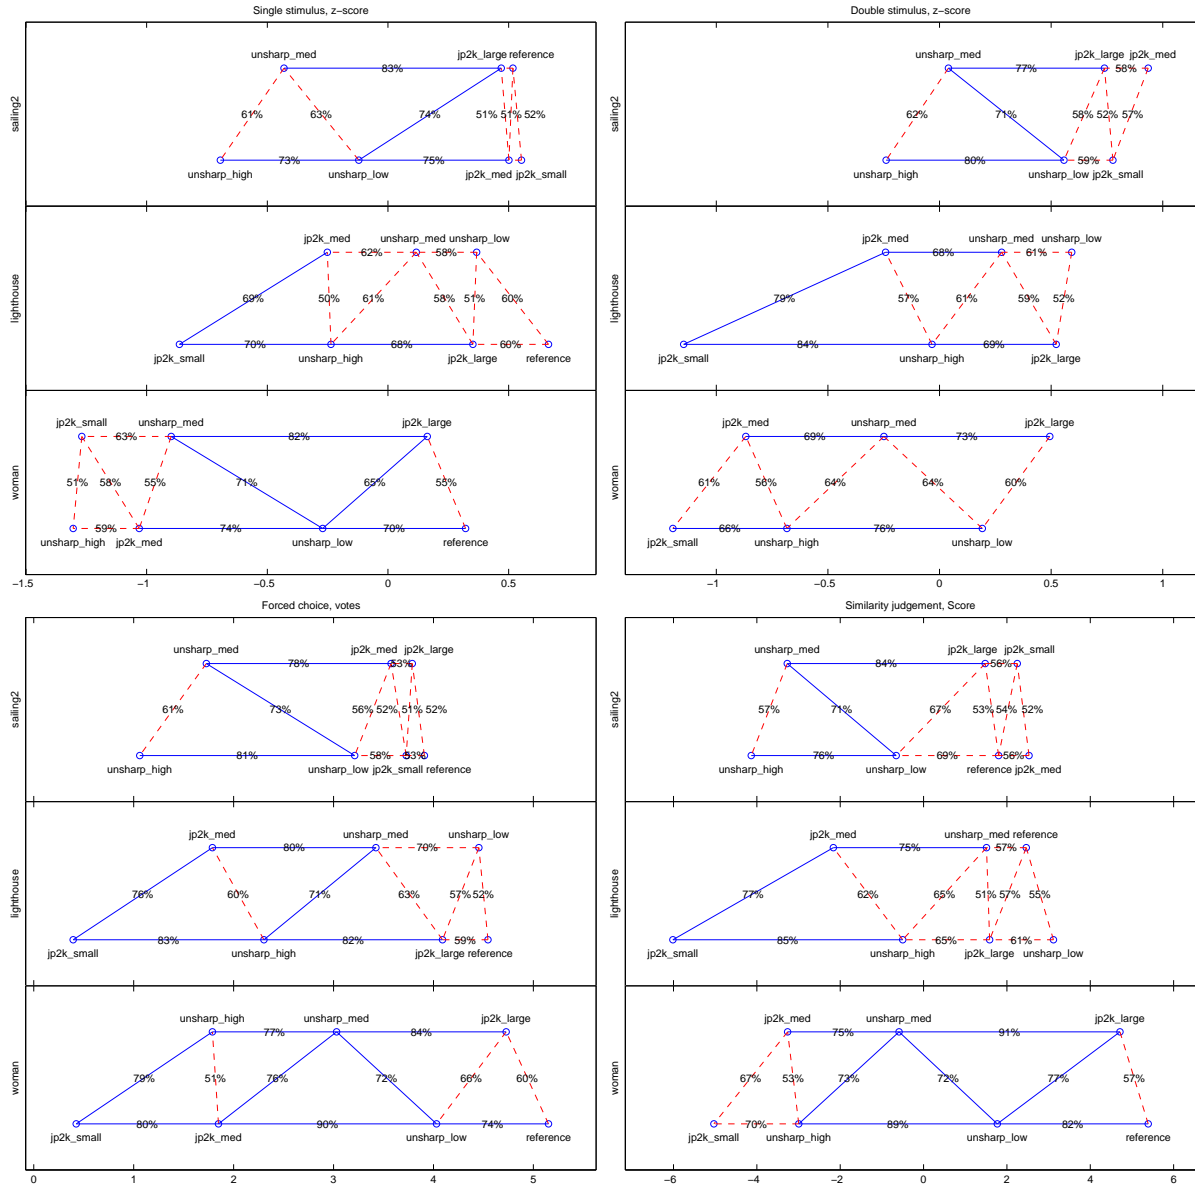 Single stimulus, z−score
sailing2
unsharp_med jp2k_large reference
83%
61% 63% 74% 51% 51% 52%
73% 75%
unsharp_high unsharp_low jp2k_med jp2k_small
lighthouse
jp2k_med unsharp_med unsharp_low
62% 58%
69% 50% 61% 58% 51% 60%
70% 68% 60%
jp2k_small unsharp_high jp2k_large reference
woman
jp2k_small unsharp_med jp2k_large
63% 82%
51% 58% 55% 71% 65% 55%
59% 74% 70%
unsharp_high jp2k_med unsharp_low reference
−1.5 −1 −0.5 0 0.5
Double stimulus, z−score
sailing2
unsharp_med jp2k_large jp2k_med
77% 58%
62% 71% 58% 52% 57%
80% 59%
unsharp_high unsharp_low jp2k_small
lighthouse
jp2k_med unsharp_med unsharp_low
68% 61%
79% 57% 61% 59% 52%
84% 69%
jp2k_small unsharp_high jp2k_large
woman
jp2k_med unsharp_med jp2k_large
69% 73%
61% 56% 64% 64% 60%
66% 76%
jp2k_small unsharp_high unsharp_low
−1 −0.5 0 0.5 1
Forced choice, votes
sailing2
unsharp_med jp2k_med jp2k_large
78% 53%
61% 73% 56% 52% 51% 52%
81% 58% 53%
unsharp_high unsharp_low jp2k_small reference
lighthouse
jp2k_med unsharp_med unsharp_low
80% 70%
76% 60% 71% 63% 57% 52%
83% 82% 59%
jp2k_small unsharp_high jp2k_large reference
woman
unsharp_high unsharp_med jp2k_large
77% 84%
79% 51% 76% 72% 66% 60%
80% 90% 74%
jp2k_small jp2k_med unsharp_low reference
0 1 2 3 4 5
Similarity judgement, Score
sailing2
unsharp_med jp2k_large jp2k_small
84% 56%
57% 71% 67% 53% 54% 52%
76% 69% 56%
unsharp_high unsharp_low reference jp2k_med
lighthouse
jp2k_med unsharp_med reference
75% 57%
77% 62% 65% 51% 57% 55%
85% 65% 61%
jp2k_small unsharp_high jp2k_large unsharp_low
woman
jp2k_med unsharp_med jp2k_large
75% 91%
67% 53% 73% 72% 77% 57%
70% 89% 82%
jp2k_small unsharp_high unsharp_low reference
−6 −4 −2 0 2 4 6